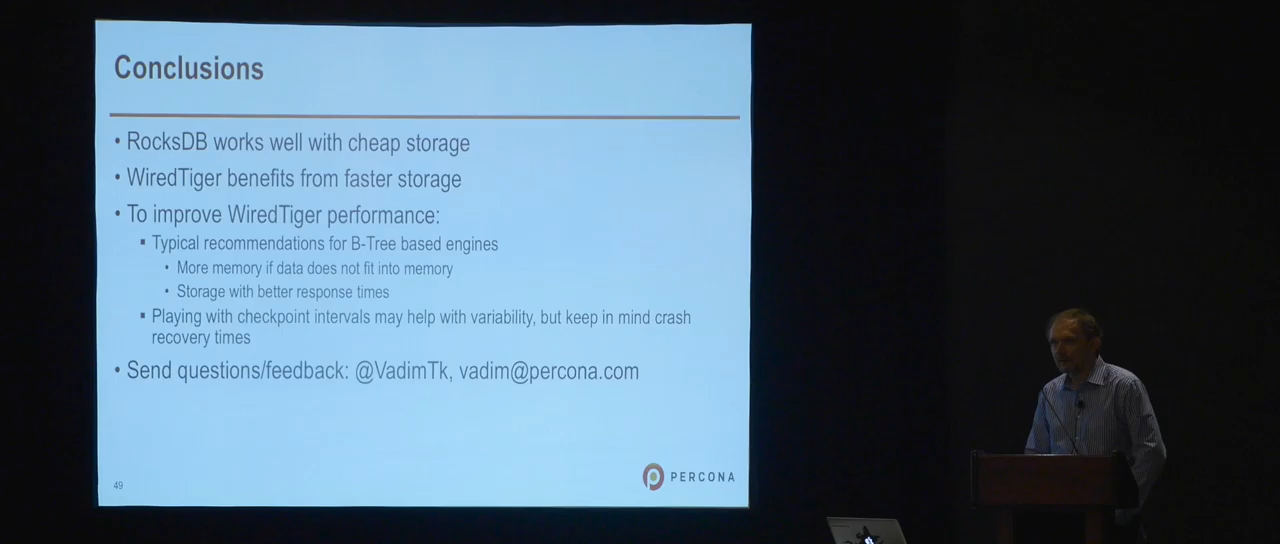 Conclusions
• RocksDB works well with cheap storage
• WiredTiger benefits from faster storage
• To improve WiredTiger performance:
▪ Typical recommendations for B-Tree based engines
• More memory if data does not fit into memory
• Storage with better response times
▪ Playing with checkpoint intervals may help with variability, but keep in mind crash
recovery times
• Send questions/feedback: @VadimTk, vadim@percona.com
49
PERCONA